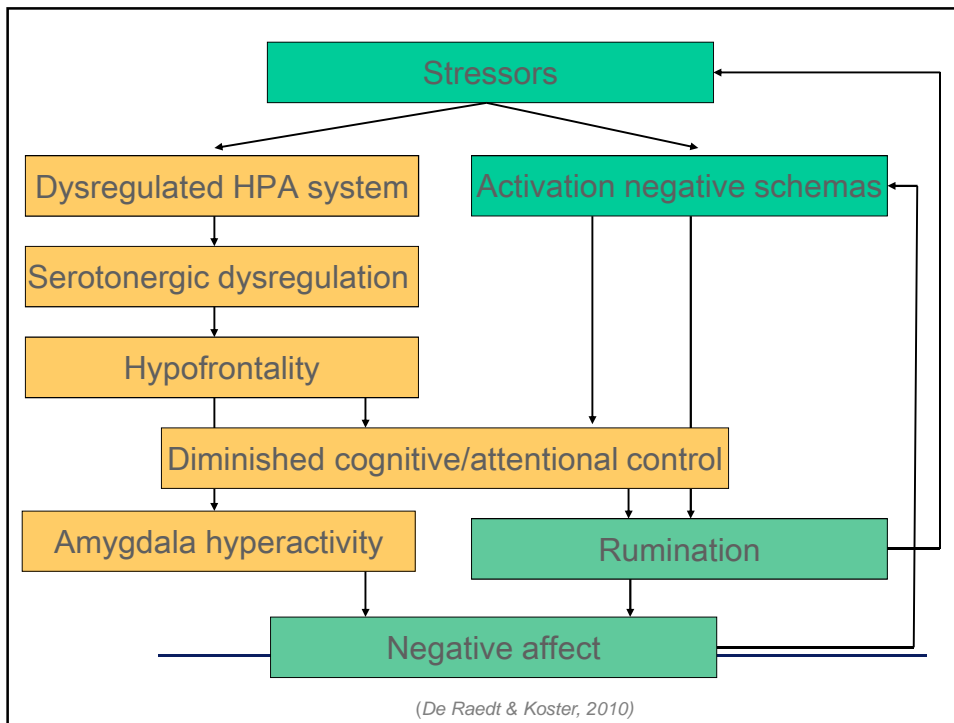 Stressors
Dysregulated HPA system
Activation negative schemas
Serotonergic dysregulation
Hypofrontality
Diminished cognitive/attentional control
Amygdala hyperactivity
Rumination
Negative affect
(De Raedt & Koster, 2010)